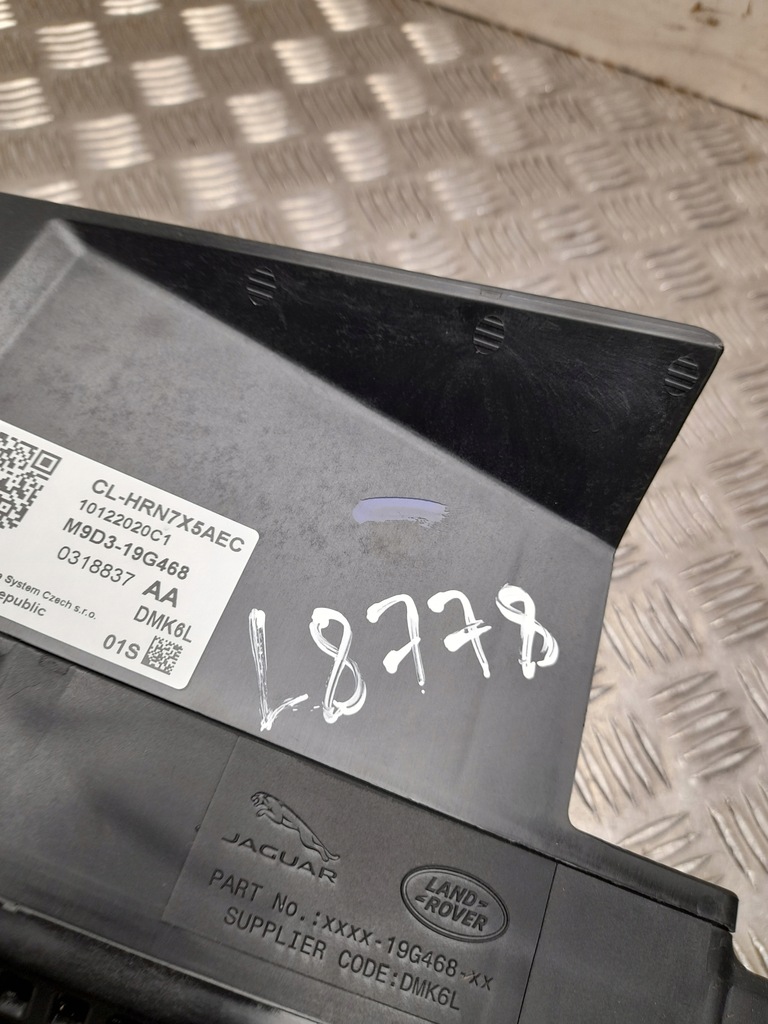 CL-HRN7X5AEC
10122020C1
M9D3-19G468
0318837 AA
System Czech s.r.o.
DMK6L
01S
L8778
JAGUAR
LAND-
-ROVER
PART No.:xxxx-19G468-xx
SUPPLIER CODE:DMK6L